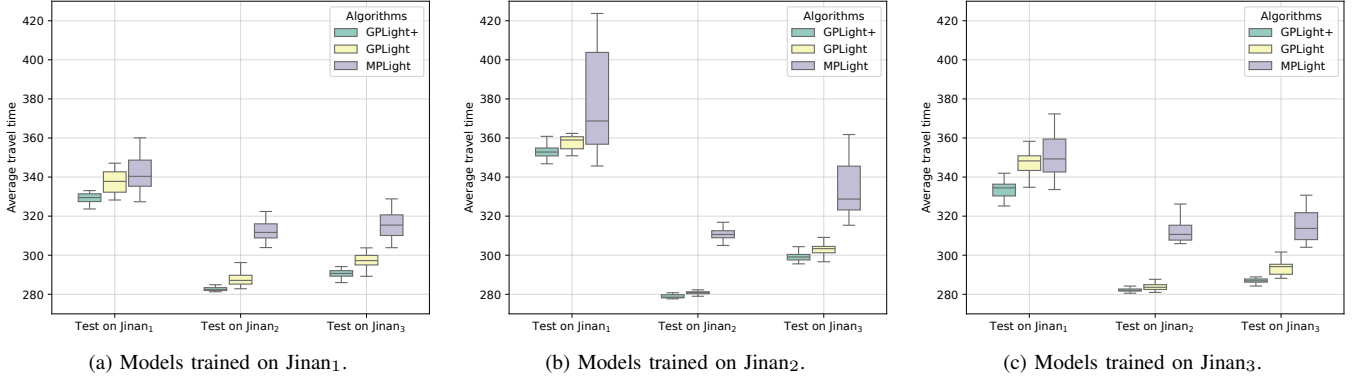 Algorithms
GPLight+
GPLight
MPLight
Average travel time
420
400
380
360
340
320
300
280
Test on Jinan₁
Test on Jinan₂
Test on Jinan₃
(a) Models trained on Jinan₁.
Algorithms
GPLight+
GPLight
MPLight
Average travel time
420
400
380
360
340
320
300
280
Test on Jinan₁
Test on Jinan₂
Test on Jinan₃
(b) Models trained on Jinan₂.
Algorithms
GPLight+
GPLight
MPLight
Average travel time
420
400
380
360
340
320
300
280
Test on Jinan₁
Test on Jinan₂
Test on Jinan₃
(c) Models trained on Jinan₃.